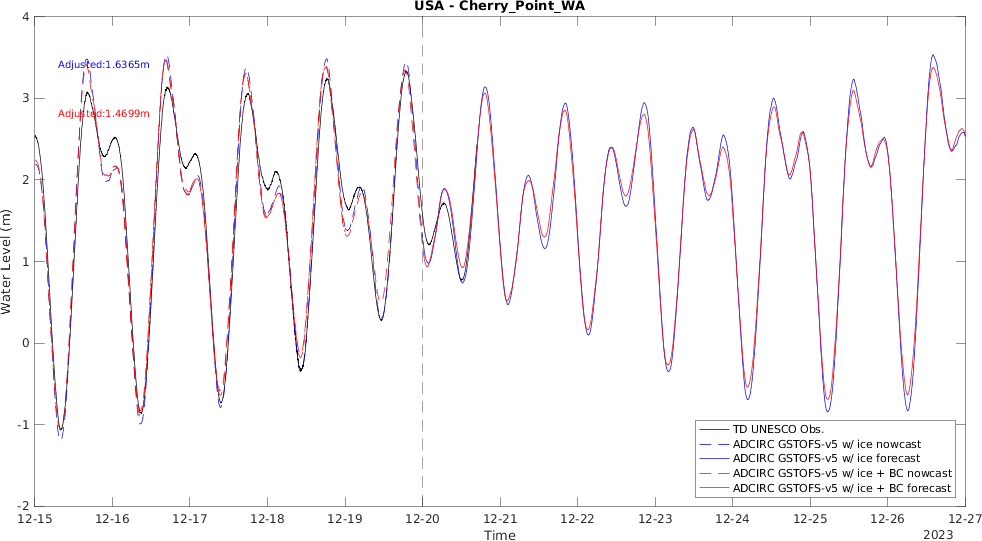 USA - Cherry_Point_WA
4
3
2
1
0
-1
-2
Water Level (m)
Adjusted:1.6365m
Adjusted:1.4699m
TD UNESCO Obs.
ADCIRC GSTOFS-v5 w/ ice nowcast
ADCIRC GSTOFS-v5 w/ ice forecast
ADCIRC GSTOFS-v5 w/ ice + BC nowcast
ADCIRC GSTOFS-v5 w/ ice + BC forecast
12-15 12-16 12-17 12-18 12-19 12-20 12-21 12-22 12-23 12-24 12-25 12-26 12-27
Time
2023